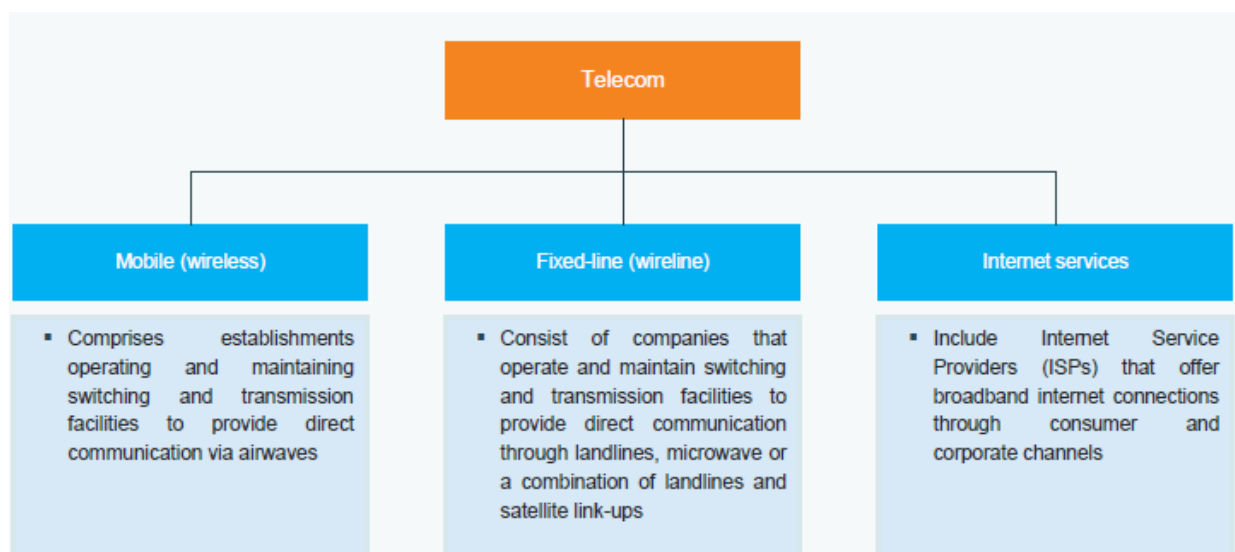 Telecom
Mobile (wireless)
Fixed-line (wireline)
Internet services
▪ Comprises establishments
operating and maintaining
switching and transmission
facilities to provide direct
communication via airwaves
▪ Consist of companies that
operate and maintain switching
and transmission facilities to
provide direct communication
through landlines, microwave or
a combination of landlines and
satellite link-ups
▪ Include Internet Service
Providers (ISPs) that offer
broadband internet connections
through consumer and
corporate channels